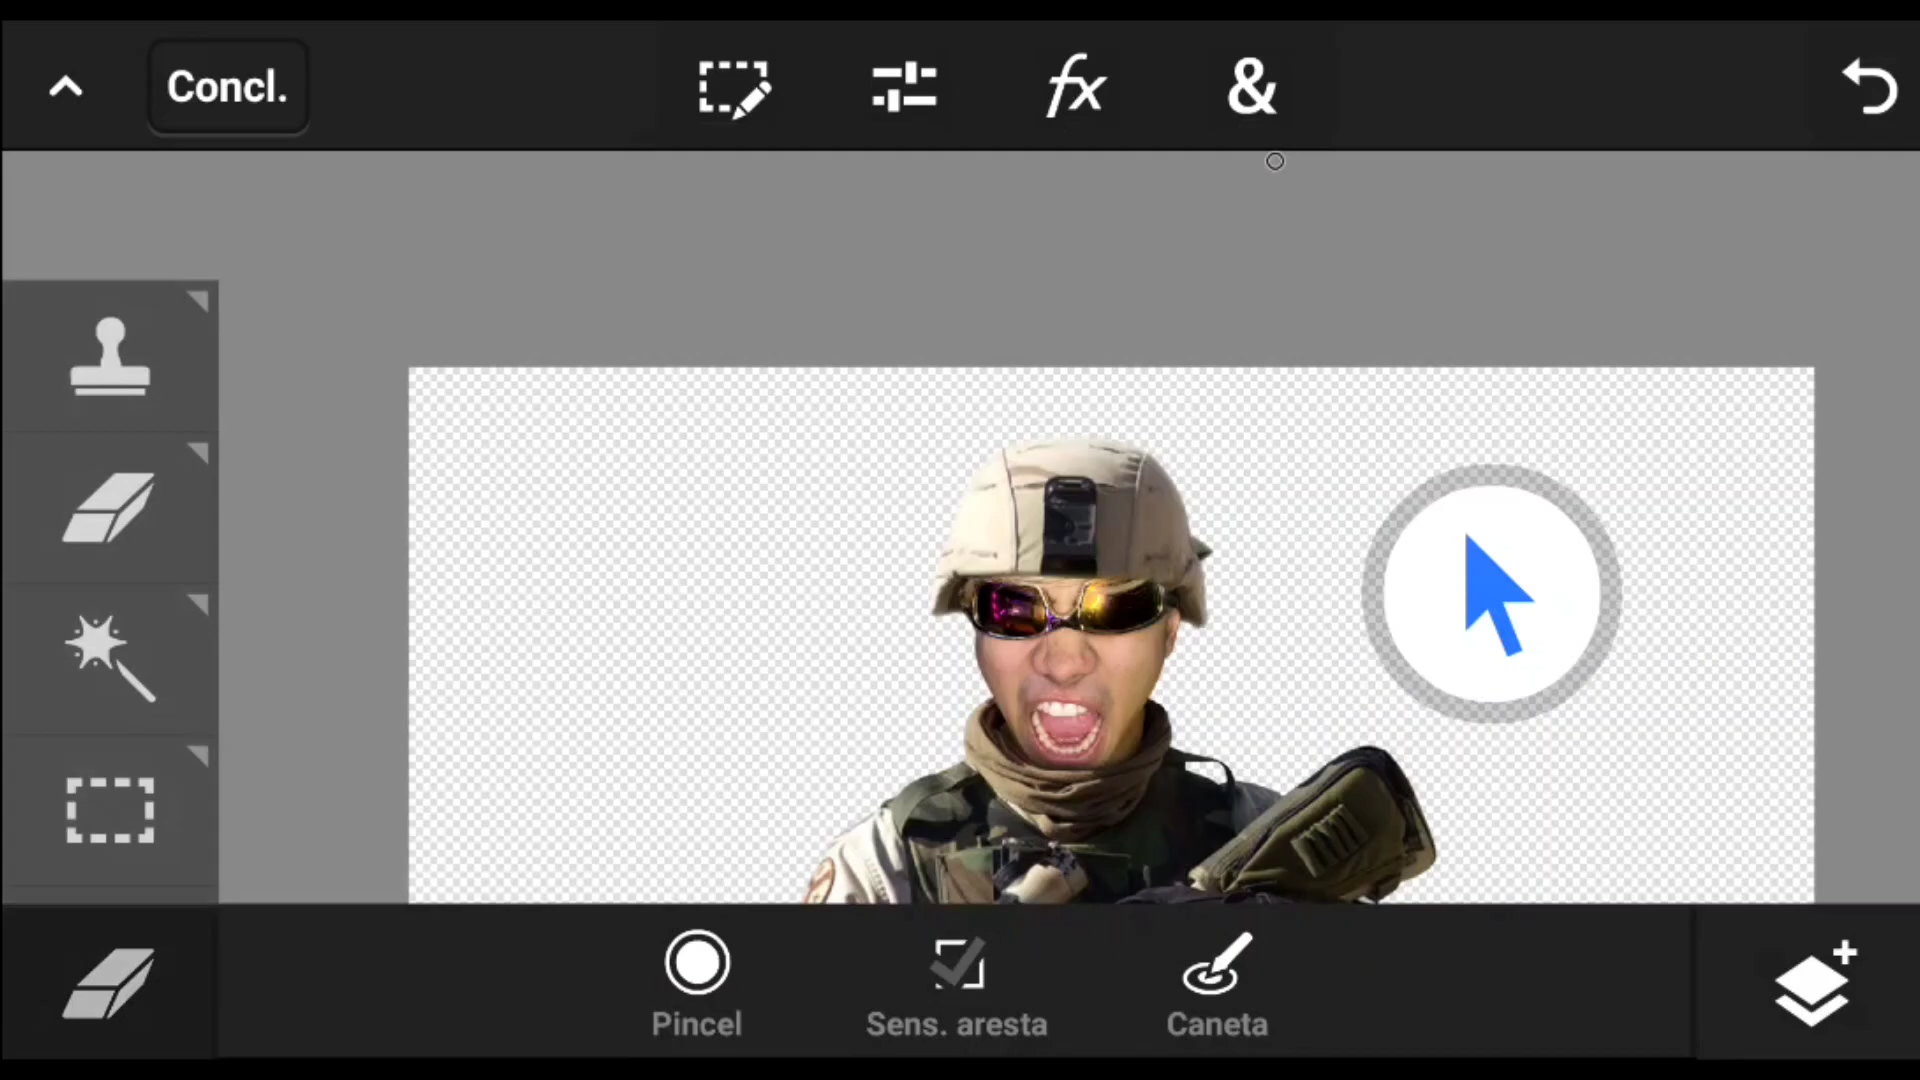 Concl.
fx
&
Pincel
Sens. aresta
Caneta